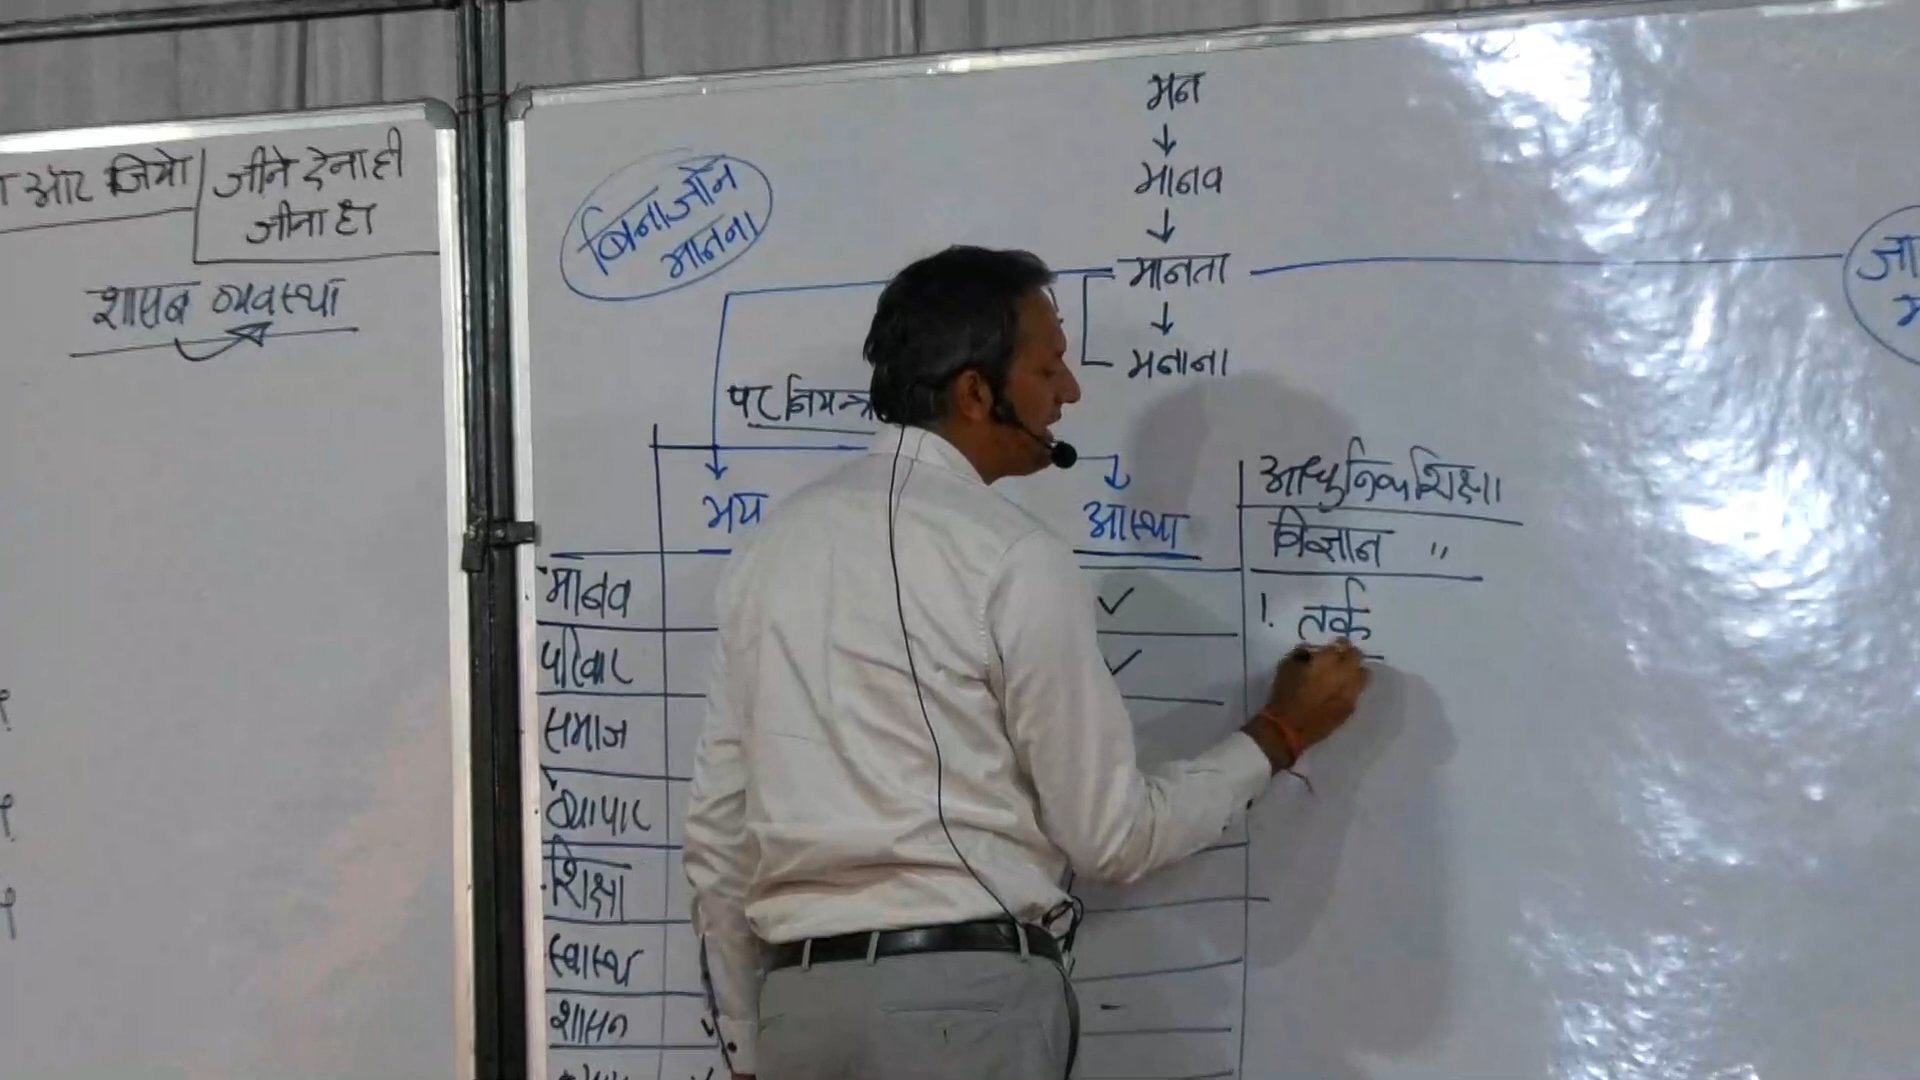 और जियो
जीने देना ही
जीना है
शासन व्यवस्था
बिना जाने
मानना
मन
↓
मानव
↓
मानता
↓
मनाना
पर नियन्त्र
भय
आस्था
मानव ✓
परिवार ✓
समाज
व्यापार
शिक्षा
स्वास्थ
शासन
आधुनिक शिक्षा
विज्ञान "
1. तर्क
जा